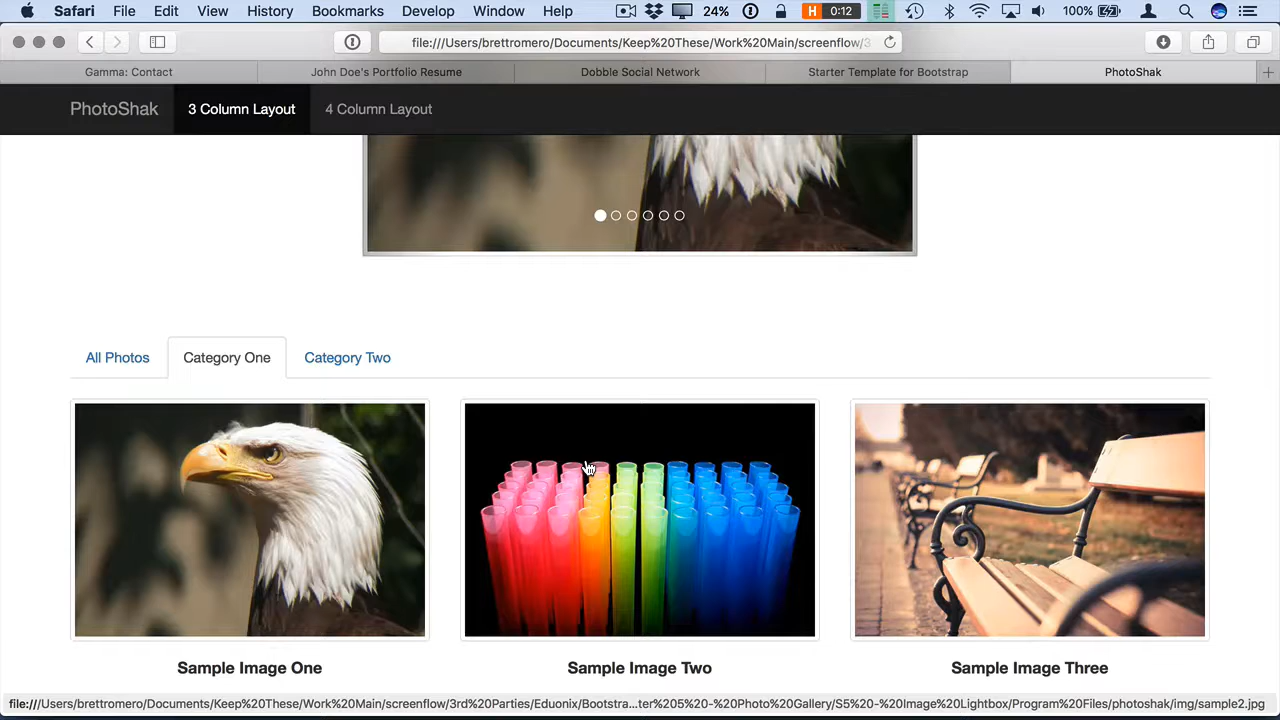 Safari File Edit View History Bookmarks Develop Window Help 24% H 0:12 100%
file:///Users/brettromero/Documents/Keep%20These/Work%20Main/screenflow/3
Gamma: Contact John Doe's Portfolio Resume Dobble Social Network Starter Template for Bootstrap PhotoShak
PhotoShak 3 Column Layout 4 Column Layout
All Photos Category One Category Two
Sample Image One Sample Image Two Sample Image Three
file:///Users/brettromero/Documents/Keep%20These/Work%20Main/screenflow/3rd%20Parties/Eduonix/Bootstra...ter%205%20-%20Photo%20Gallery/S5%20-%20Image%20Lightbox/Program%20Files/photoshak/img/sample2.jpg